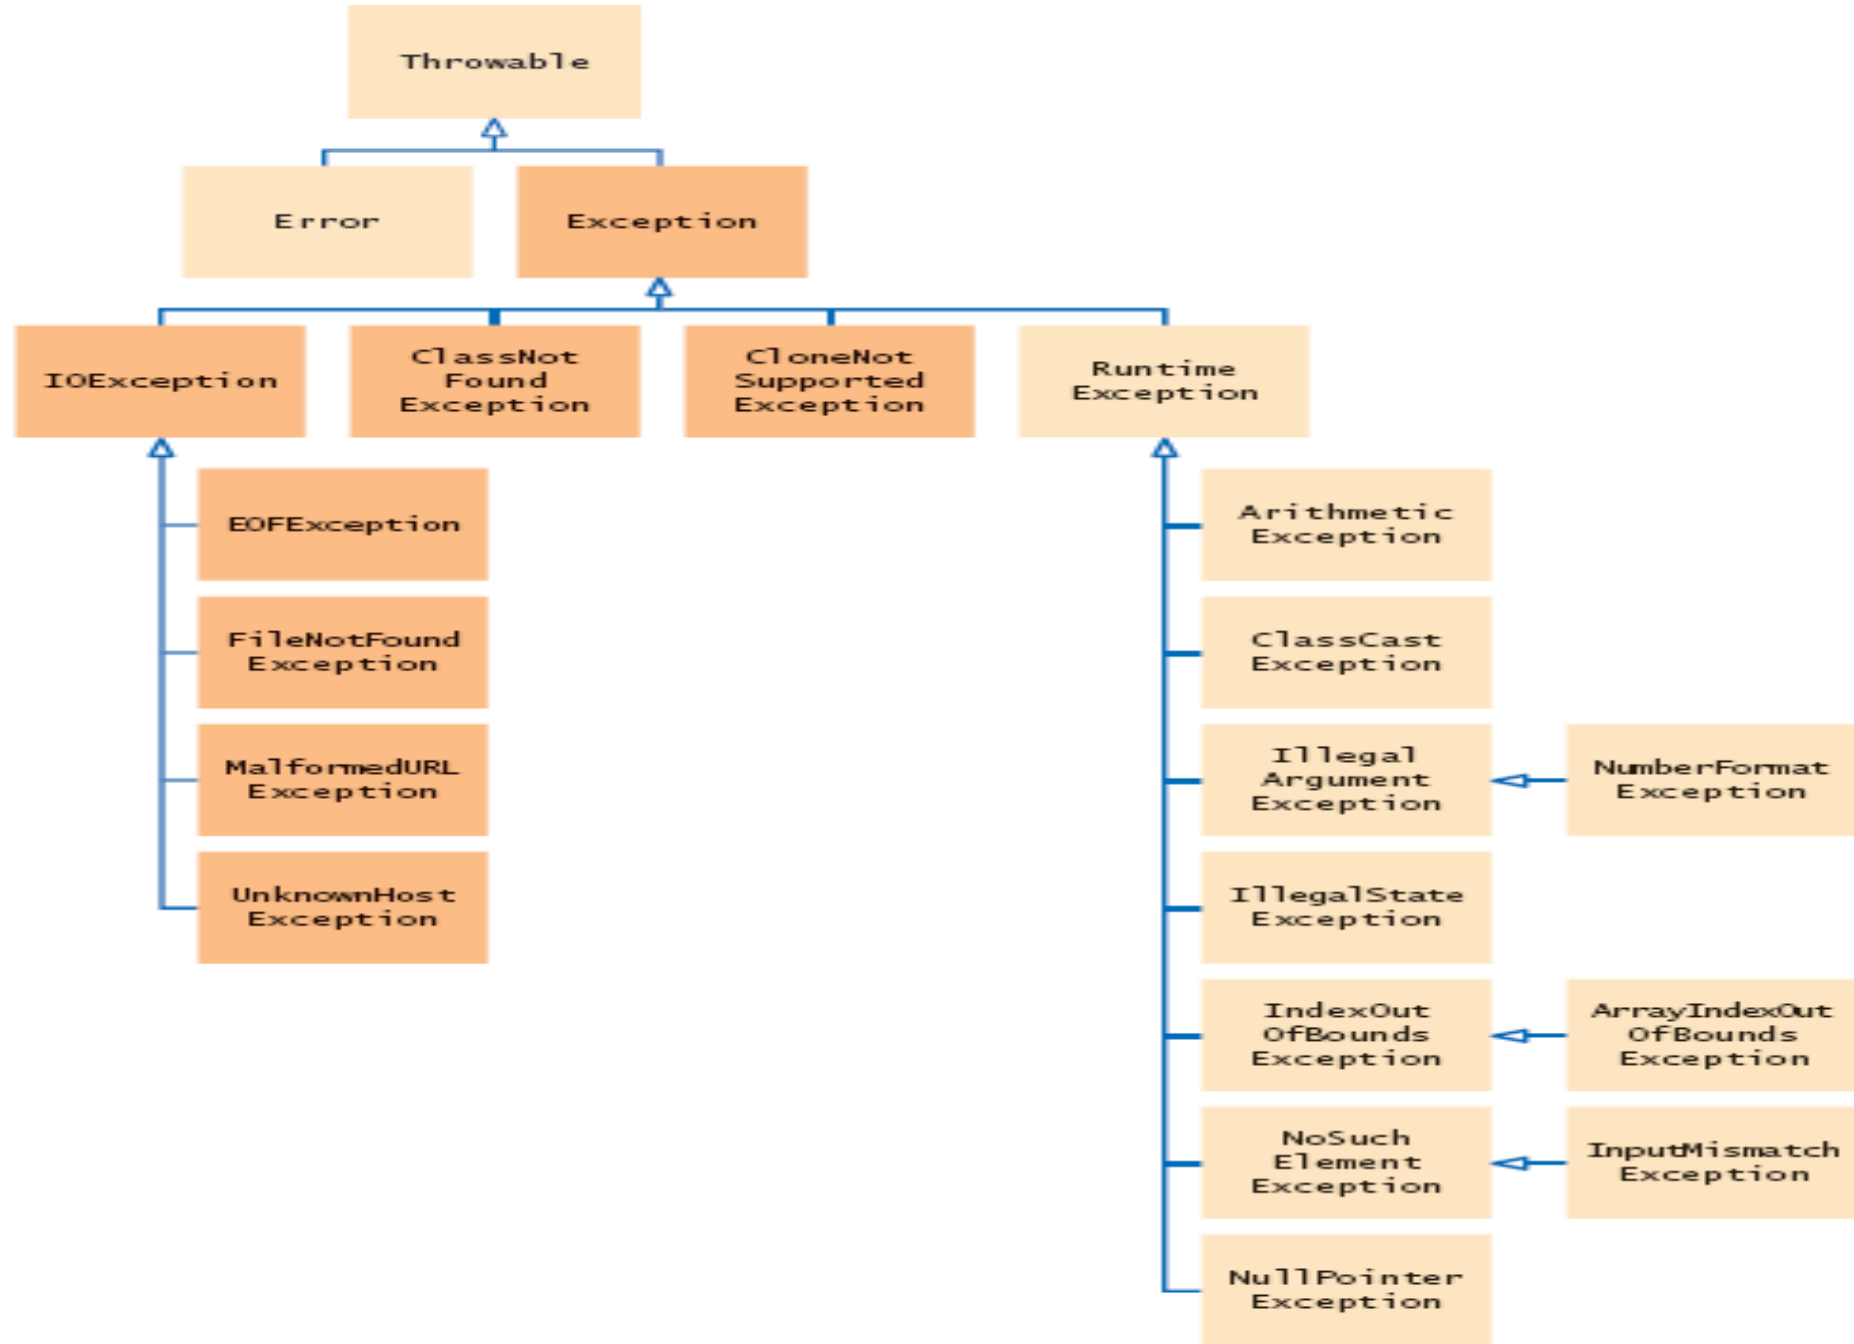 Throwable
Error
Exception
IOException
ClassNot
Found
Exception
CloneNot
Supported
Exception
Runtime
Exception
EOFException
FileNotFound
Exception
MalformedURL
Exception
UnknownHost
Exception
Arithmetic
Exception
ClassCast
Exception
Illegal
Argument
Exception
NumberFormat
Exception
IllegalState
Exception
IndexOut
OfBounds
Exception
ArrayIndexOut
OfBounds
Exception
NoSuch
Element
Exception
InputMismatch
Exception
NullPointer
Exception